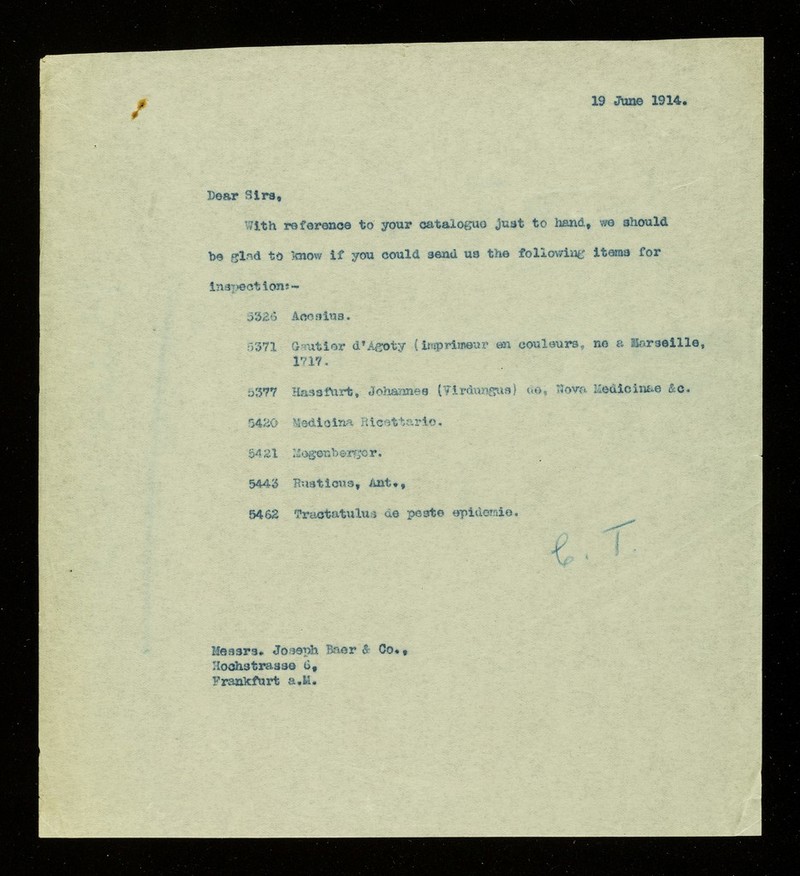 19 June 1914.
Dear Sirs,
With reference to your catalogue just to hand, we should
be glad to know if you could send us the following items for
inspection:-
5326 Acosius.
5371 Gautier d'Agoty (imprimeur en couleurs, ne a Marseille,
1717.
5377 Hassfurt, Johannes (Virdungus) de, Nova Medicinae &c.
5420 Medicina Ricettario.
5421 Megenberger.
5443 Rusticus, Ant.,
5462 Tractatulus de peste epidemie.
C. T.
Messrs. Joseph Baer & Co.,
Hochstrasse 6,
Frankfurt a.M.